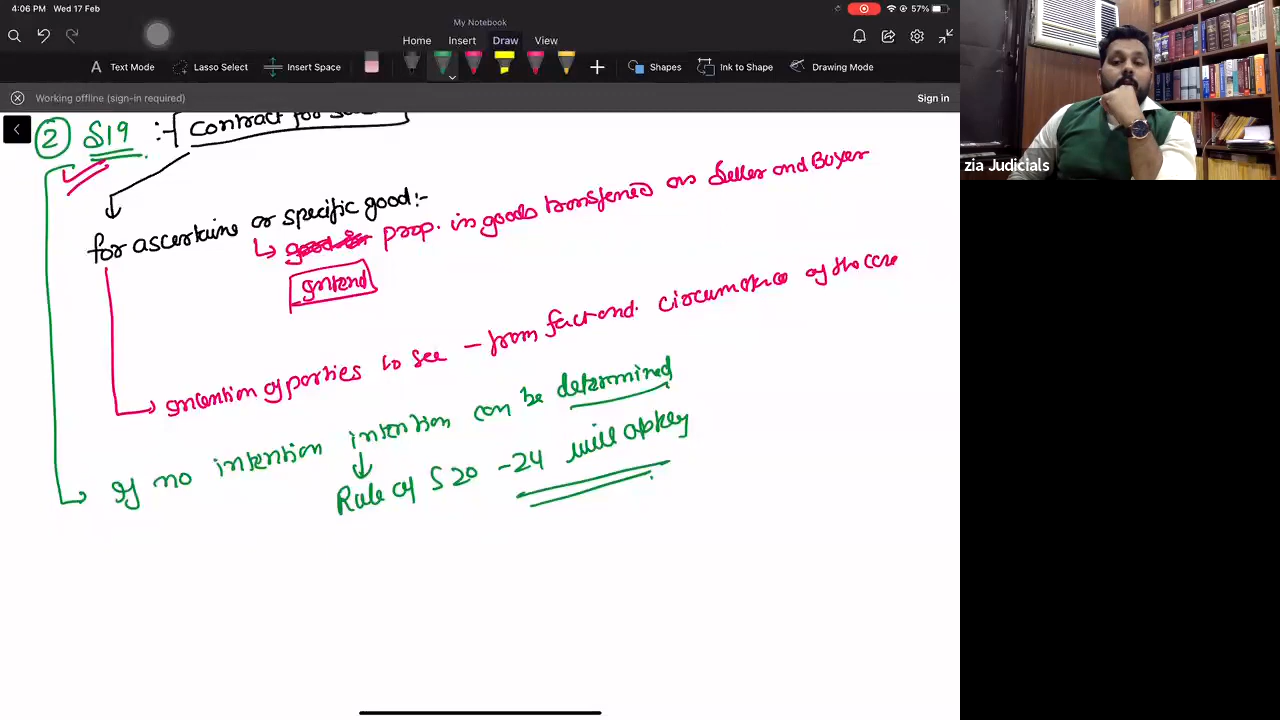 4:06 PM Wed 17 Feb
57%
My Notebook
Home Insert Draw View
Text Mode Lasso Select Insert Space Shapes Ink to Shape Drawing Mode
Working offline (sign-in required) Sign in
② S19 :- Contract for
for ascertaine or specific good:-
↳ prop. in goods transfered as Seller and Buyer
Intend
intention of parties to see – from fact and. circumstance of the case
If no intention intention can be determined
Rule of S 20 -24 will apply
zia Judicials